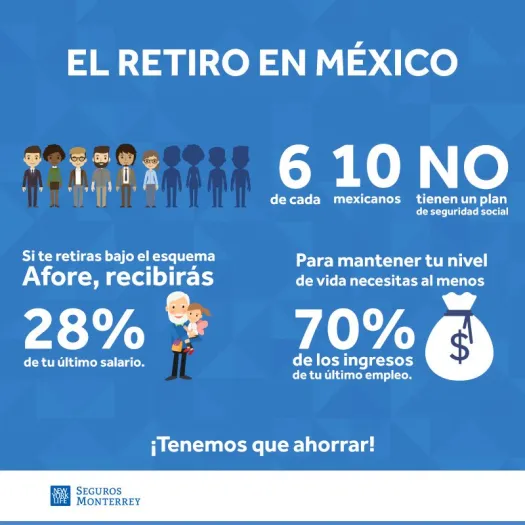 EL RETIRO EN MÉXICO
6 10 NO
de cada mexicanos tienen un plan
de seguridad social
Si te retiras bajo el esquema
Afore, recibirás
28%
de tu último salario.
Para mantener tu nivel
de vida necesitas al menos
70%
de los ingresos
de tu último empleo.
$
¡Tenemos que ahorrar!
NEW
YORK
LIFE
SEGUROS
MONTERREY